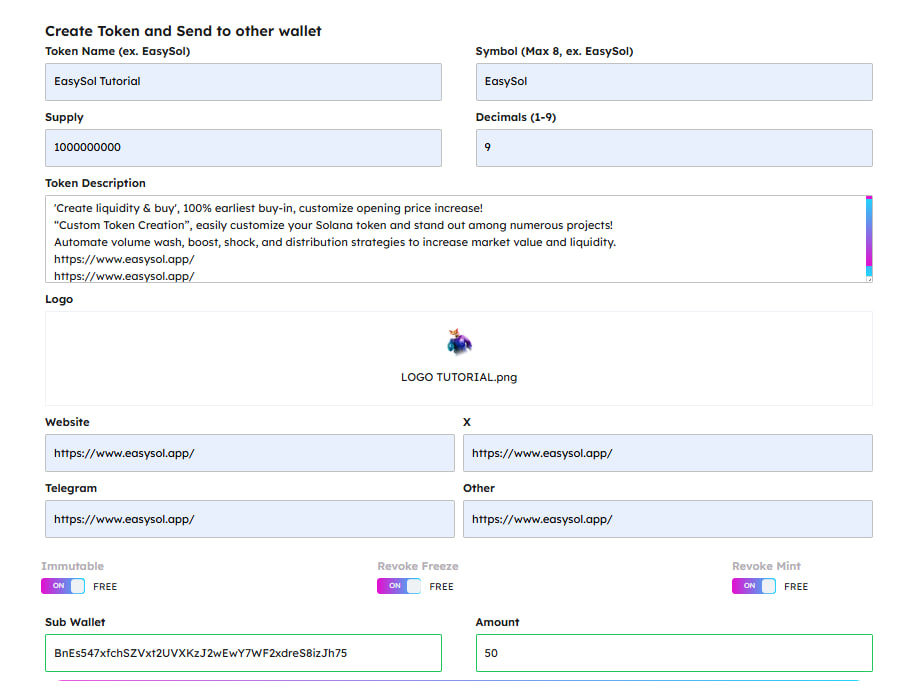 Create Token and Send to other wallet
Token Name (ex. EasySol)
Symbol (Max 8, ex. EasySol)
EasySol Tutorial
EasySol
Supply
Decimals (1-9)
1000000000
9
Token Description
'Create liquidity & buy', 100% earliest buy-in, customize opening price increase!
“Custom Token Creation”, easily customize your Solana token and stand out among numerous projects!
Automate volume wash, boost, shock, and distribution strategies to increase market value and liquidity.
https://www.easysol.app/
https://www.easysol.app/
Logo
LOGO TUTORIAL.png
Website
X
https://www.easysol.app/
https://www.easysol.app/
Telegram
Other
https://www.easysol.app/
https://www.easysol.app/
Immutable
Revoke Freeze
Revoke Mint
ON FREE
ON FREE
ON FREE
Sub Wallet
Amount
BnEs547xfchSZVxt2UVXKzJ2wEwY7WF2xdreS8izJh75
50